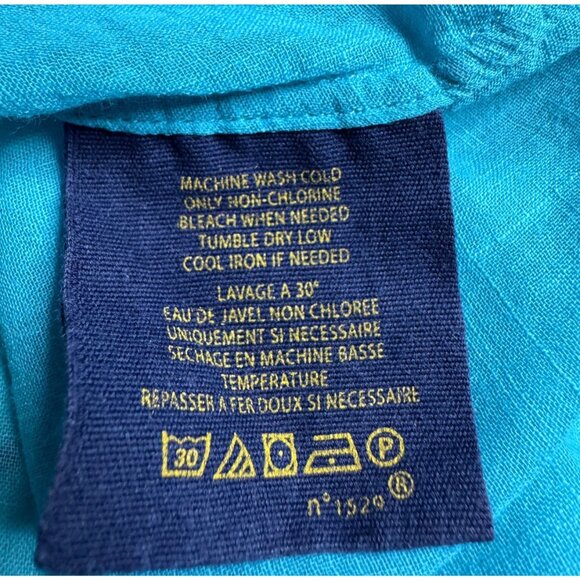 MACHINE WASH COLD
ONLY NON-CHLORINE
BLEACH WHEN NEEDED
TUMBLE DRY LOW
COOL IRON IF NEEDED
LAVAGE A 30°
EAU DE JAVEL NON CHLOREE
UNIQUEMENT SI NECESSAIRE
SECHAGE EN MACHINE BASSE
TEMPERATURE
REPASSER A FER DOUX SI NECESSAIRE
30 P
n° 1529 ®